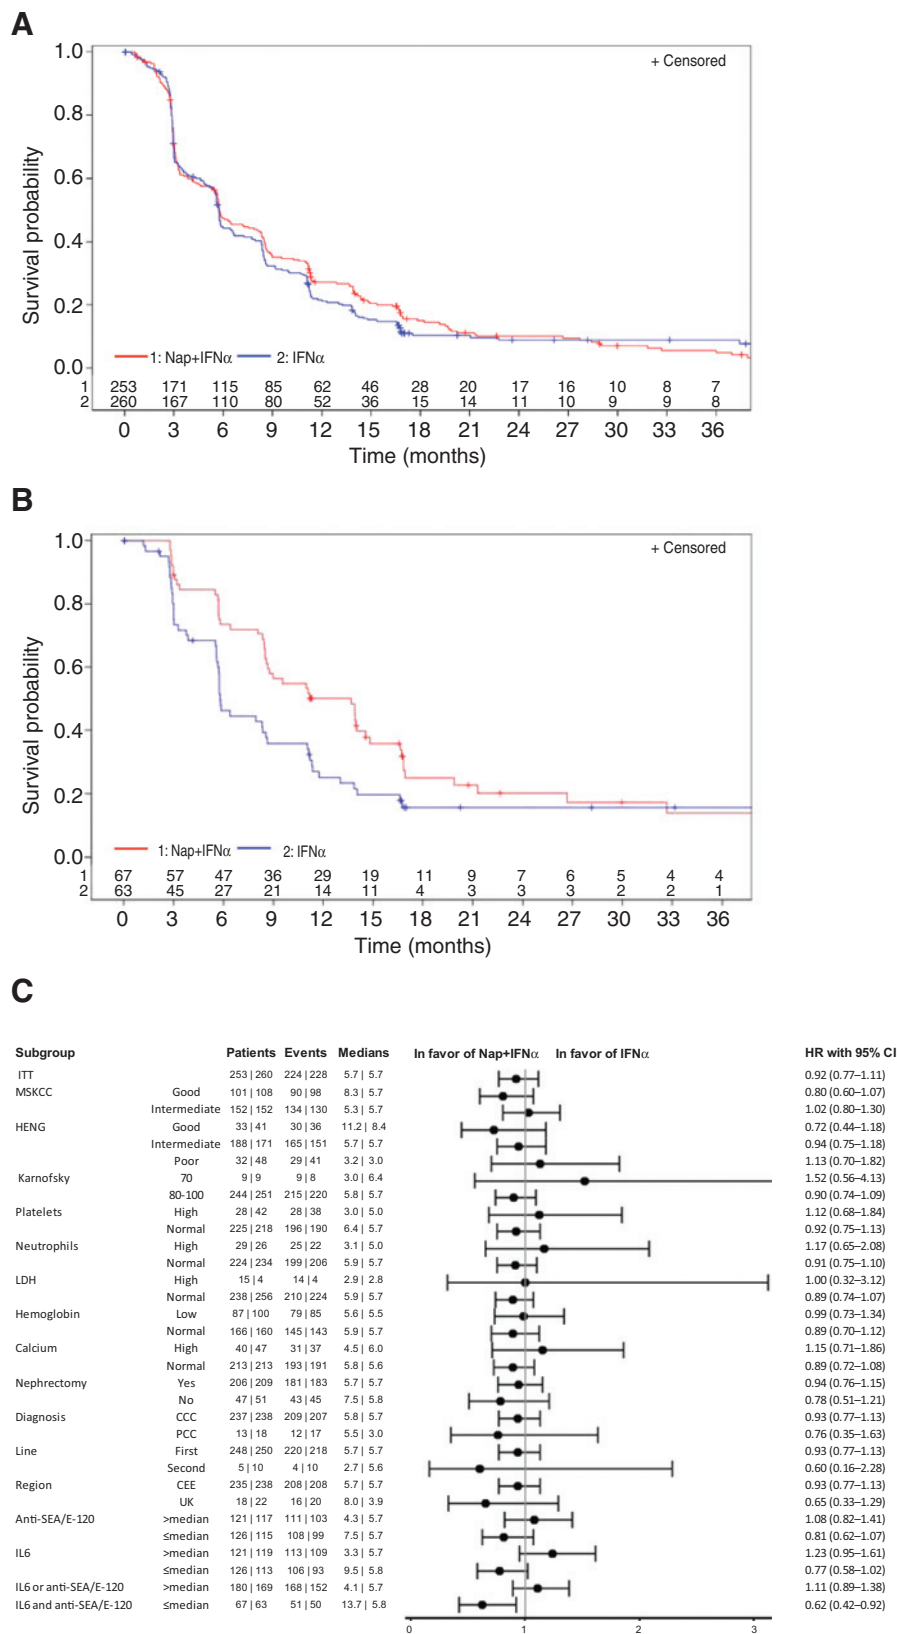 A
1.0
+ Censored
0.8
0.6
0.4
0.2
0.0
Survival probability
1: Nap+IFNα 2: IFNα
1 253 171 115 85 62 46 28 20 17 16 10 8 7
2 260 167 110 80 52 36 15 14 11 10 9 9 8
0 3 6 9 12 15 18 21 24 27 30 33 36
Time (months)
B
1.0
+ Censored
0.8
0.6
0.4
0.2
0.0
Survival probability
1: Nap+IFNα 2: IFNα
1 67 57 47 36 29 19 11 9 7 6 5 4 4
2 63 45 27 21 14 11 4 3 3 3 2 2 1
0 3 6 9 12 15 18 21 24 27 30 33 36
Time (months)
C
Subgroup Patients Events Medians In favor of Nap+IFNα In favor of IFNα HR with 95% CI
ITT 253|260 224|228 5.7| 5.7 0.92 (0.77–1.11)
MSKCC Good 101|108 90|98 8.3| 5.7 0.80 (0.60–1.07)
Intermediate 152|152 134|130 5.3| 5.7 1.02 (0.80–1.30)
HENG Good 33|41 30|36 11.2| 8.4 0.72 (0.44–1.18)
Intermediate 188|171 165|151 5.7| 5.7 0.94 (0.75–1.18)
Poor 32|48 29|41 3.2| 3.0 1.13 (0.70–1.82)
Karnofsky 70 9|9 9|8 3.0| 6.4 1.52 (0.56–4.13)
80-100 244|251 215|220 5.8| 5.7 0.90 (0.74–1.09)
Platelets High 28|42 28|38 3.0| 5.0 1.12 (0.68–1.84)
Normal 225|218 196|190 6.4| 5.7 0.92 (0.75–1.13)
Neutrophils High 29|26 25|22 3.1| 5.0 1.17 (0.65–2.08)
Normal 224|234 199|206 5.9| 5.7 0.91 (0.75–1.10)
LDH High 15|4 14|4 2.9| 2.8 1.00 (0.32–3.12)
Normal 238|256 210|224 5.9| 5.7 0.89 (0.74–1.07)
Hemoglobin Low 87|100 79|85 5.6| 5.5 0.99 (0.73–1.34)
Normal 166|160 145|143 5.9| 5.7 0.89 (0.70–1.12)
Calcium High 40|47 31|37 4.5| 6.0 1.15 (0.71–1.86)
Normal 213|213 193|191 5.8| 5.6 0.89 (0.72–1.08)
Nephrectomy Yes 206|209 181|183 5.7| 5.7 0.94 (0.76–1.15)
No 47|51 43|45 7.5| 5.8 0.78 (0.51–1.21)
Diagnosis CCC 237|238 209|207 5.8| 5.7 0.93 (0.77–1.13)
PCC 13|18 12|17 5.5| 3.0 0.76 (0.35–1.63)
Line First 248|250 220|218 5.7| 5.7 0.93 (0.77–1.13)
Second 5|10 4|10 2.7| 5.6 0.60 (0.16–2.28)
Region CEE 235|238 208|208 5.7| 5.7 0.93 (0.77–1.13)
UK 18|22 16|20 8.0| 3.9 0.65 (0.33–1.29)
Anti-SEA/E-120 >median 121|117 111|103 4.3| 5.7 1.08 (0.82–1.41)
≤median 126|115 108|99 7.5| 5.7 0.81 (0.62–1.07)
IL6 >median 121|119 113|109 3.3| 5.7 1.23 (0.95–1.61)
≤median 126|113 106|93 9.5| 5.8 0.77 (0.58–1.02)
IL6 or anti-SEA/E-120 >median 180|169 168|152 4.1| 5.7 1.11 (0.89–1.38)
IL6 and anti-SEA/E-120 ≤median 67|63 51|50 13.7| 5.8 0.62 (0.42–0.92)
0 1 2 3